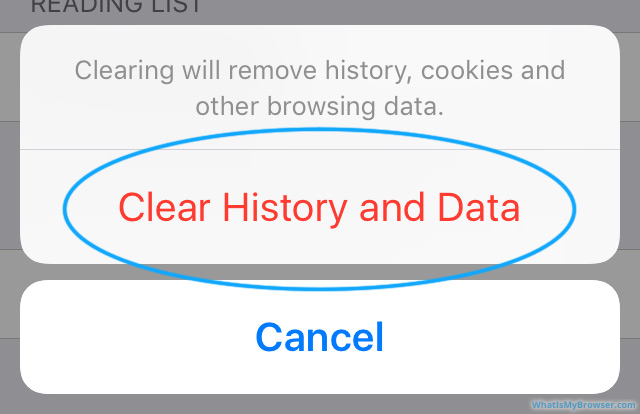 READING LIST
Clearing will remove history, cookies and
other browsing data.
Clear History and Data
Cancel
WhatIsMyBrowser.com